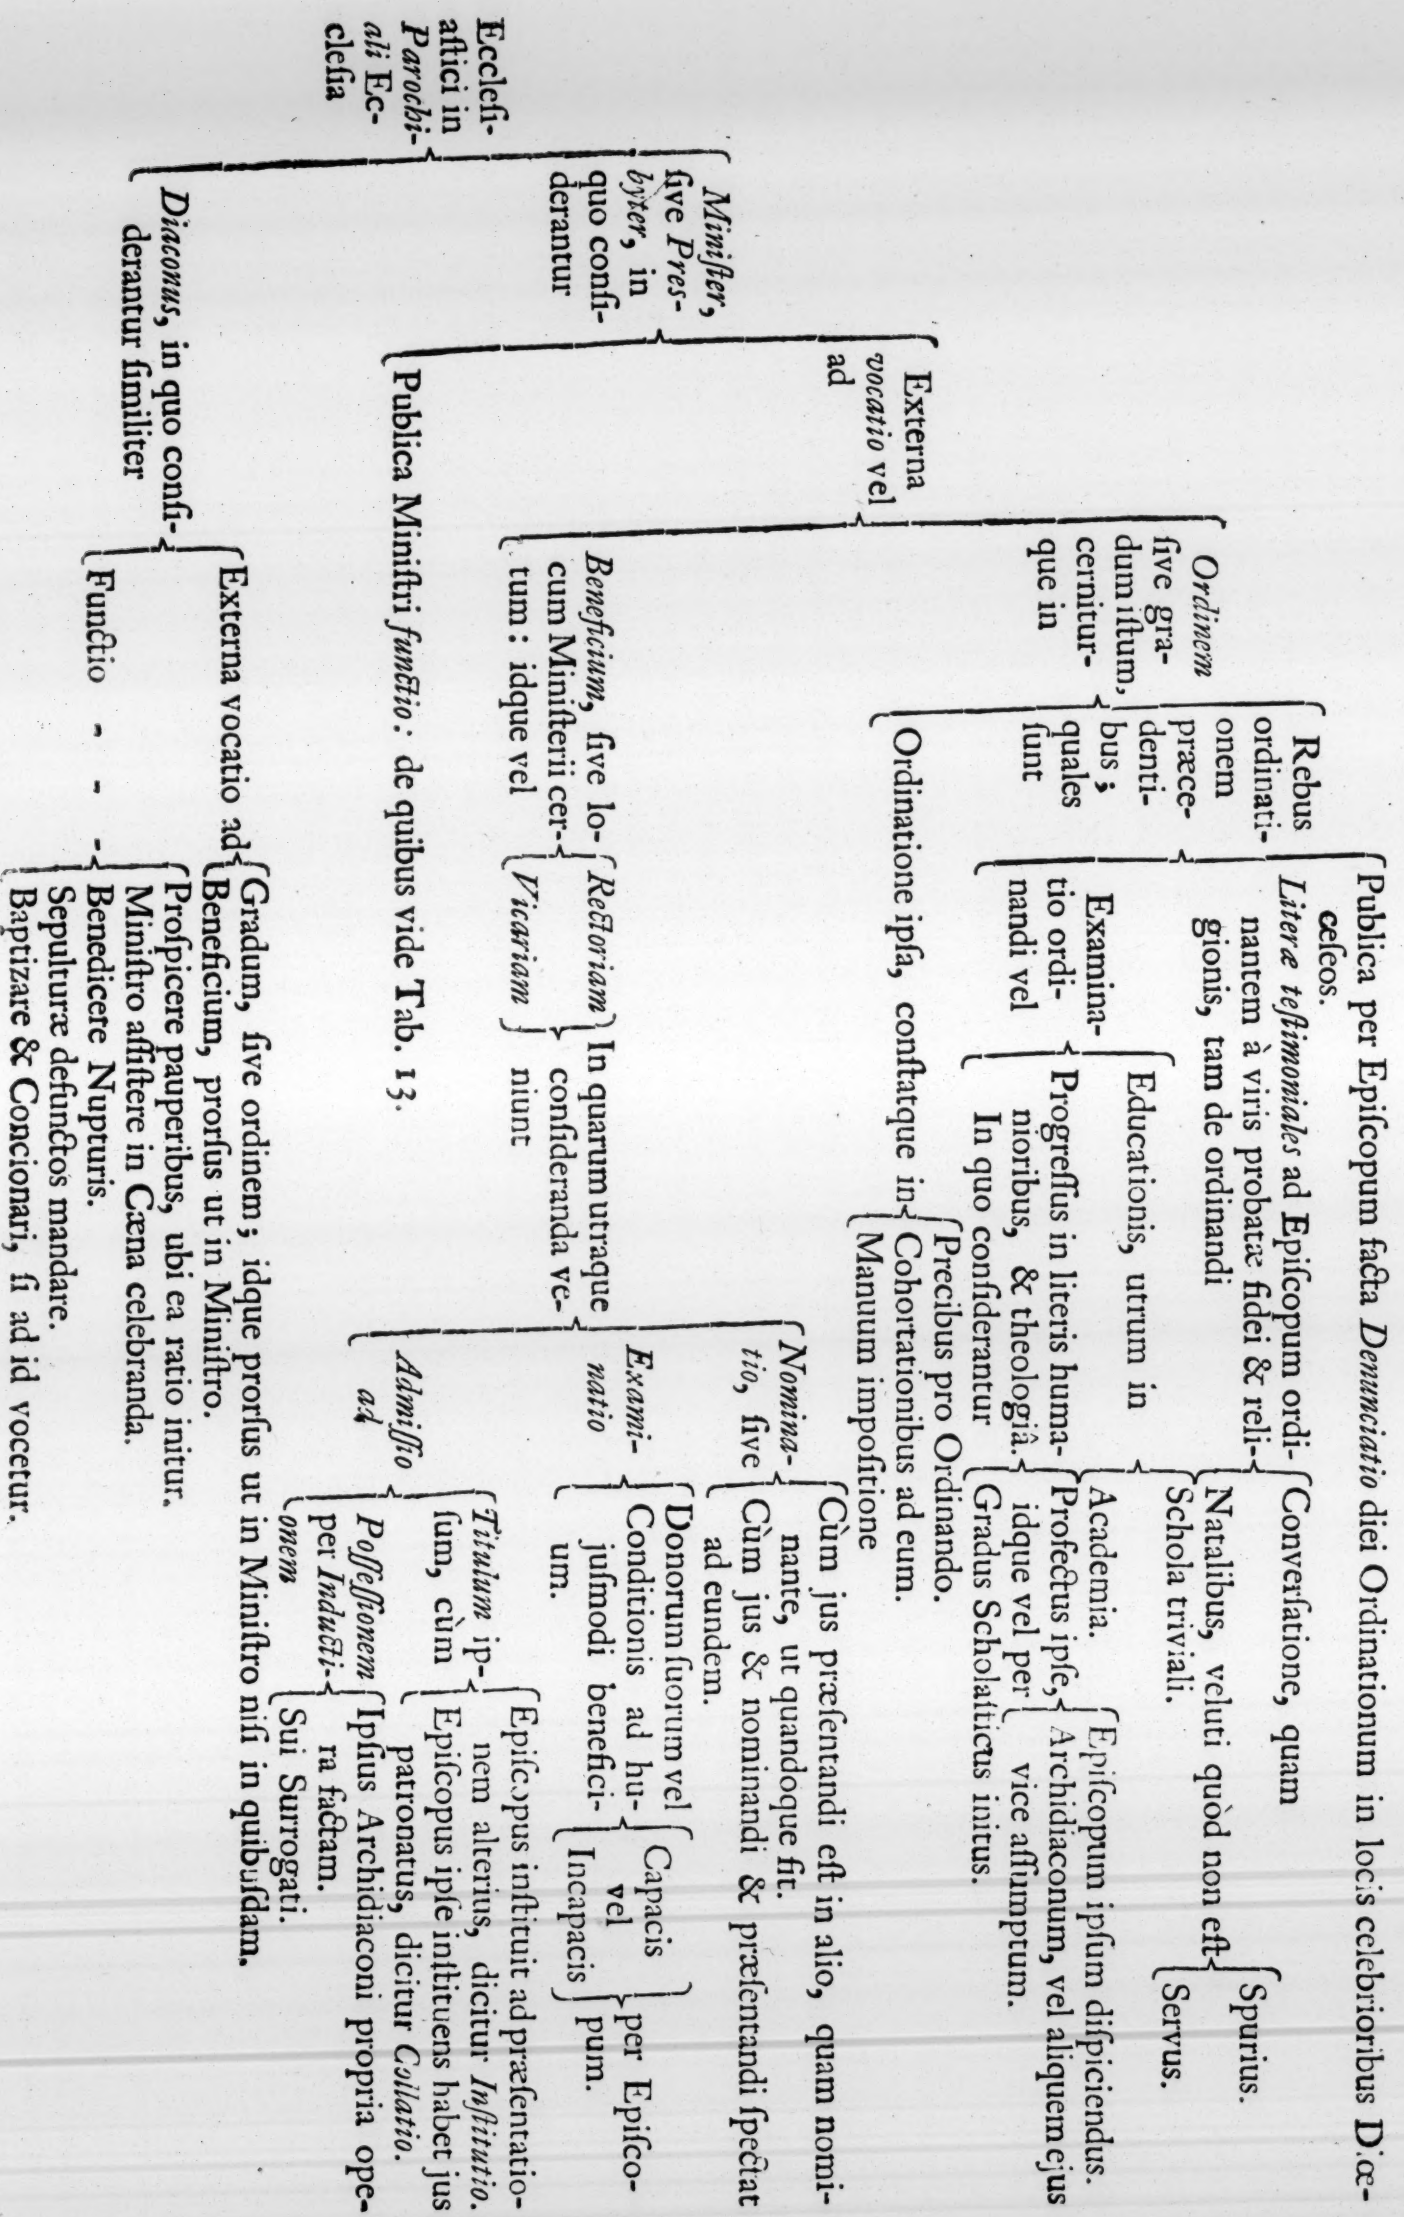 Eccleſi-
aſtici in
Parochi-
ali Ec-
cleſia
Miniſter,
ſive Pres-
byter, in
quo conſi-
derantur
Externa
vocatio vel
ad
Ordinem
ſive gra-
dum iſtum,
cernitur-
que in
Rebus
ordinati-
onem
præce-
denti-
bus;
quales
ſunt
Publica per Epiſcopum facta Denunciatio diei Ordinationum in locis celebrioribus Diœ-
ceſeos.
Literæ teſtimoniales ad Epiſcopum ordi-
nantem à viris probatæ fidei & reli-
gionis, tam de ordinandi
Converſatione, quam
Natalibus, veluti quòd non eſt
Spurius.
Servus.
Examina-
tio ordi-
nandi vel
Educationis, utrum in
Schola triviali.
Academia.
Progreſſus in literis huma-
nioribus, & theologiâ.
In quo conſiderantur
Profectus ipſe,
idque vel per
Epiſcopum ipſum diſpiciendus.
Archidiaconum, vel aliquem ejus
vice aſſumptum.
Gradus Scholaſticus initus.
Ordinatione ipſa, conſtatque in
Precibus pro Ordinando.
Cohortationibus ad eum.
Manuum impoſitione
Beneficium, ſive lo-
cum Miniſterii cer-
tum: idque vel
Rectoriam
Vicariam
In quarum utraque
conſideranda ve-
niunt
Nomina-
tio, ſive
Cùm jus præſentandi eſt in alio, quam nomi-
nante, ut quandoque fit.
Cùm jus & nominandi & præſentandi ſpectat
ad eundem.
Exami-
natio
Donorum ſuorum vel
Conditionis ad hu-
juſmodi benefici-
um.
Capacis
vel
Incapacis
per Epiſco-
pum.
Admiſſio
ad
Titulum ip-
ſum, cùm
Epiſcopus inſtituit ad præſentatio-
nem alterius, dicitur Inſtitutio.
Epiſcopus ipſe inſtituens habet jus
patronatus, dicitur Collatio.
Poſſeſſionem
per Inducti-
onem
Ipſius Archidiaconi propria ope-
ra factam.
Sui Surrogati.
Publica Miniſtri functio: de quibus vide Tab. 13.
Diaconus, in quo conſi-
derantur ſimiliter
Externa vocatio ad
Gradum, ſive ordinem; idque prorſus ut in Miniſtro niſi in quibuſdam.
Beneficium, prorſus ut in Miniſtro.
Functio - - -
Proſpicere pauperibus, ubi ea ratio initur.
Miniſtro aſſiſtere in Cœna celebranda.
Benedicere Nupturis.
Sepulturæ defunctos mandare.
Baptizare & Concionari, ſi ad id vocetur.